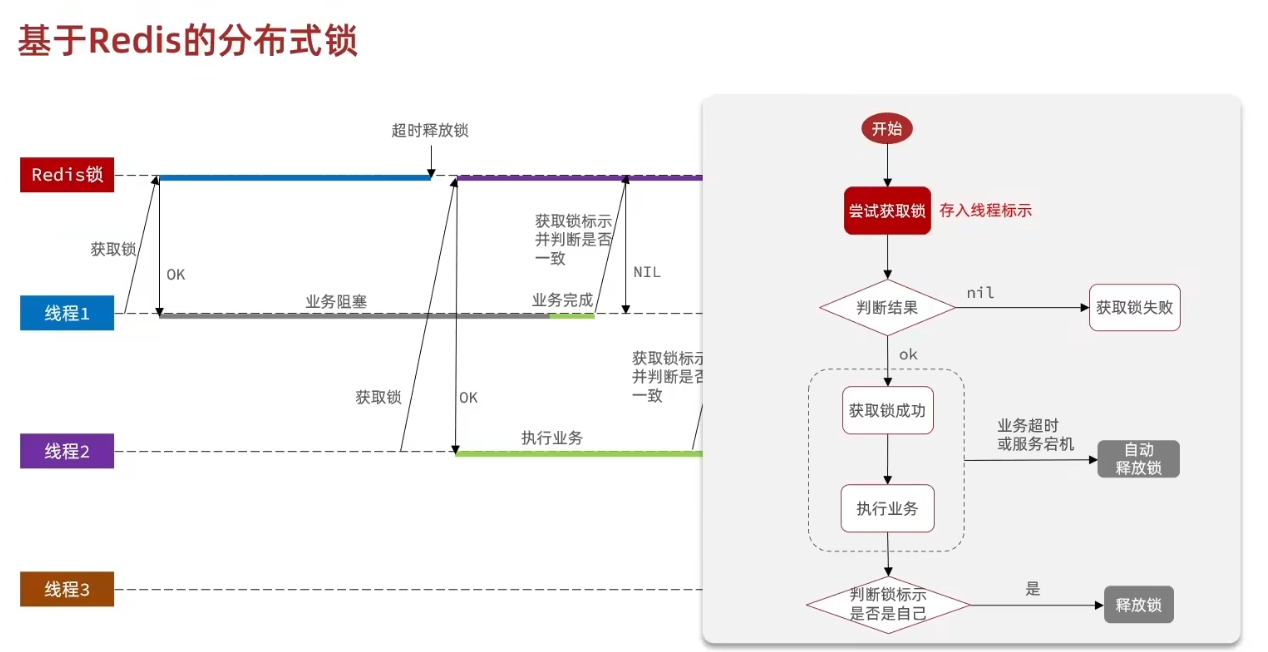 基于Redis的分布式锁
超时释放锁
Redis锁
获取锁
OK
获取锁标示
并判断是否
一致
NIL
线程1
业务阻塞
业务完成
获取锁
OK
获取锁标示
并判断是否
一致
线程2
执行业务
线程3
开始
尝试获取锁
存入线程标示
判断结果
nil
获取锁失败
ok
获取锁成功
业务超时
或服务宕机
自动
释放锁
执行业务
判断锁标示
是否是自己
是
释放锁